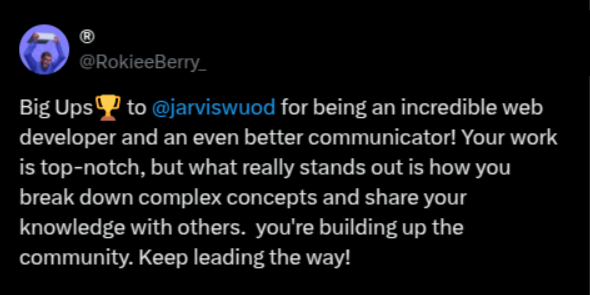 ®
@RokieeBerry_
Big Ups🏆 to @jarviswuod for being an incredible web
developer and an even better communicator! Your work
is top-notch, but what really stands out is how you
break down complex concepts and share your
knowledge with others.  you're building up the
community. Keep leading the way!